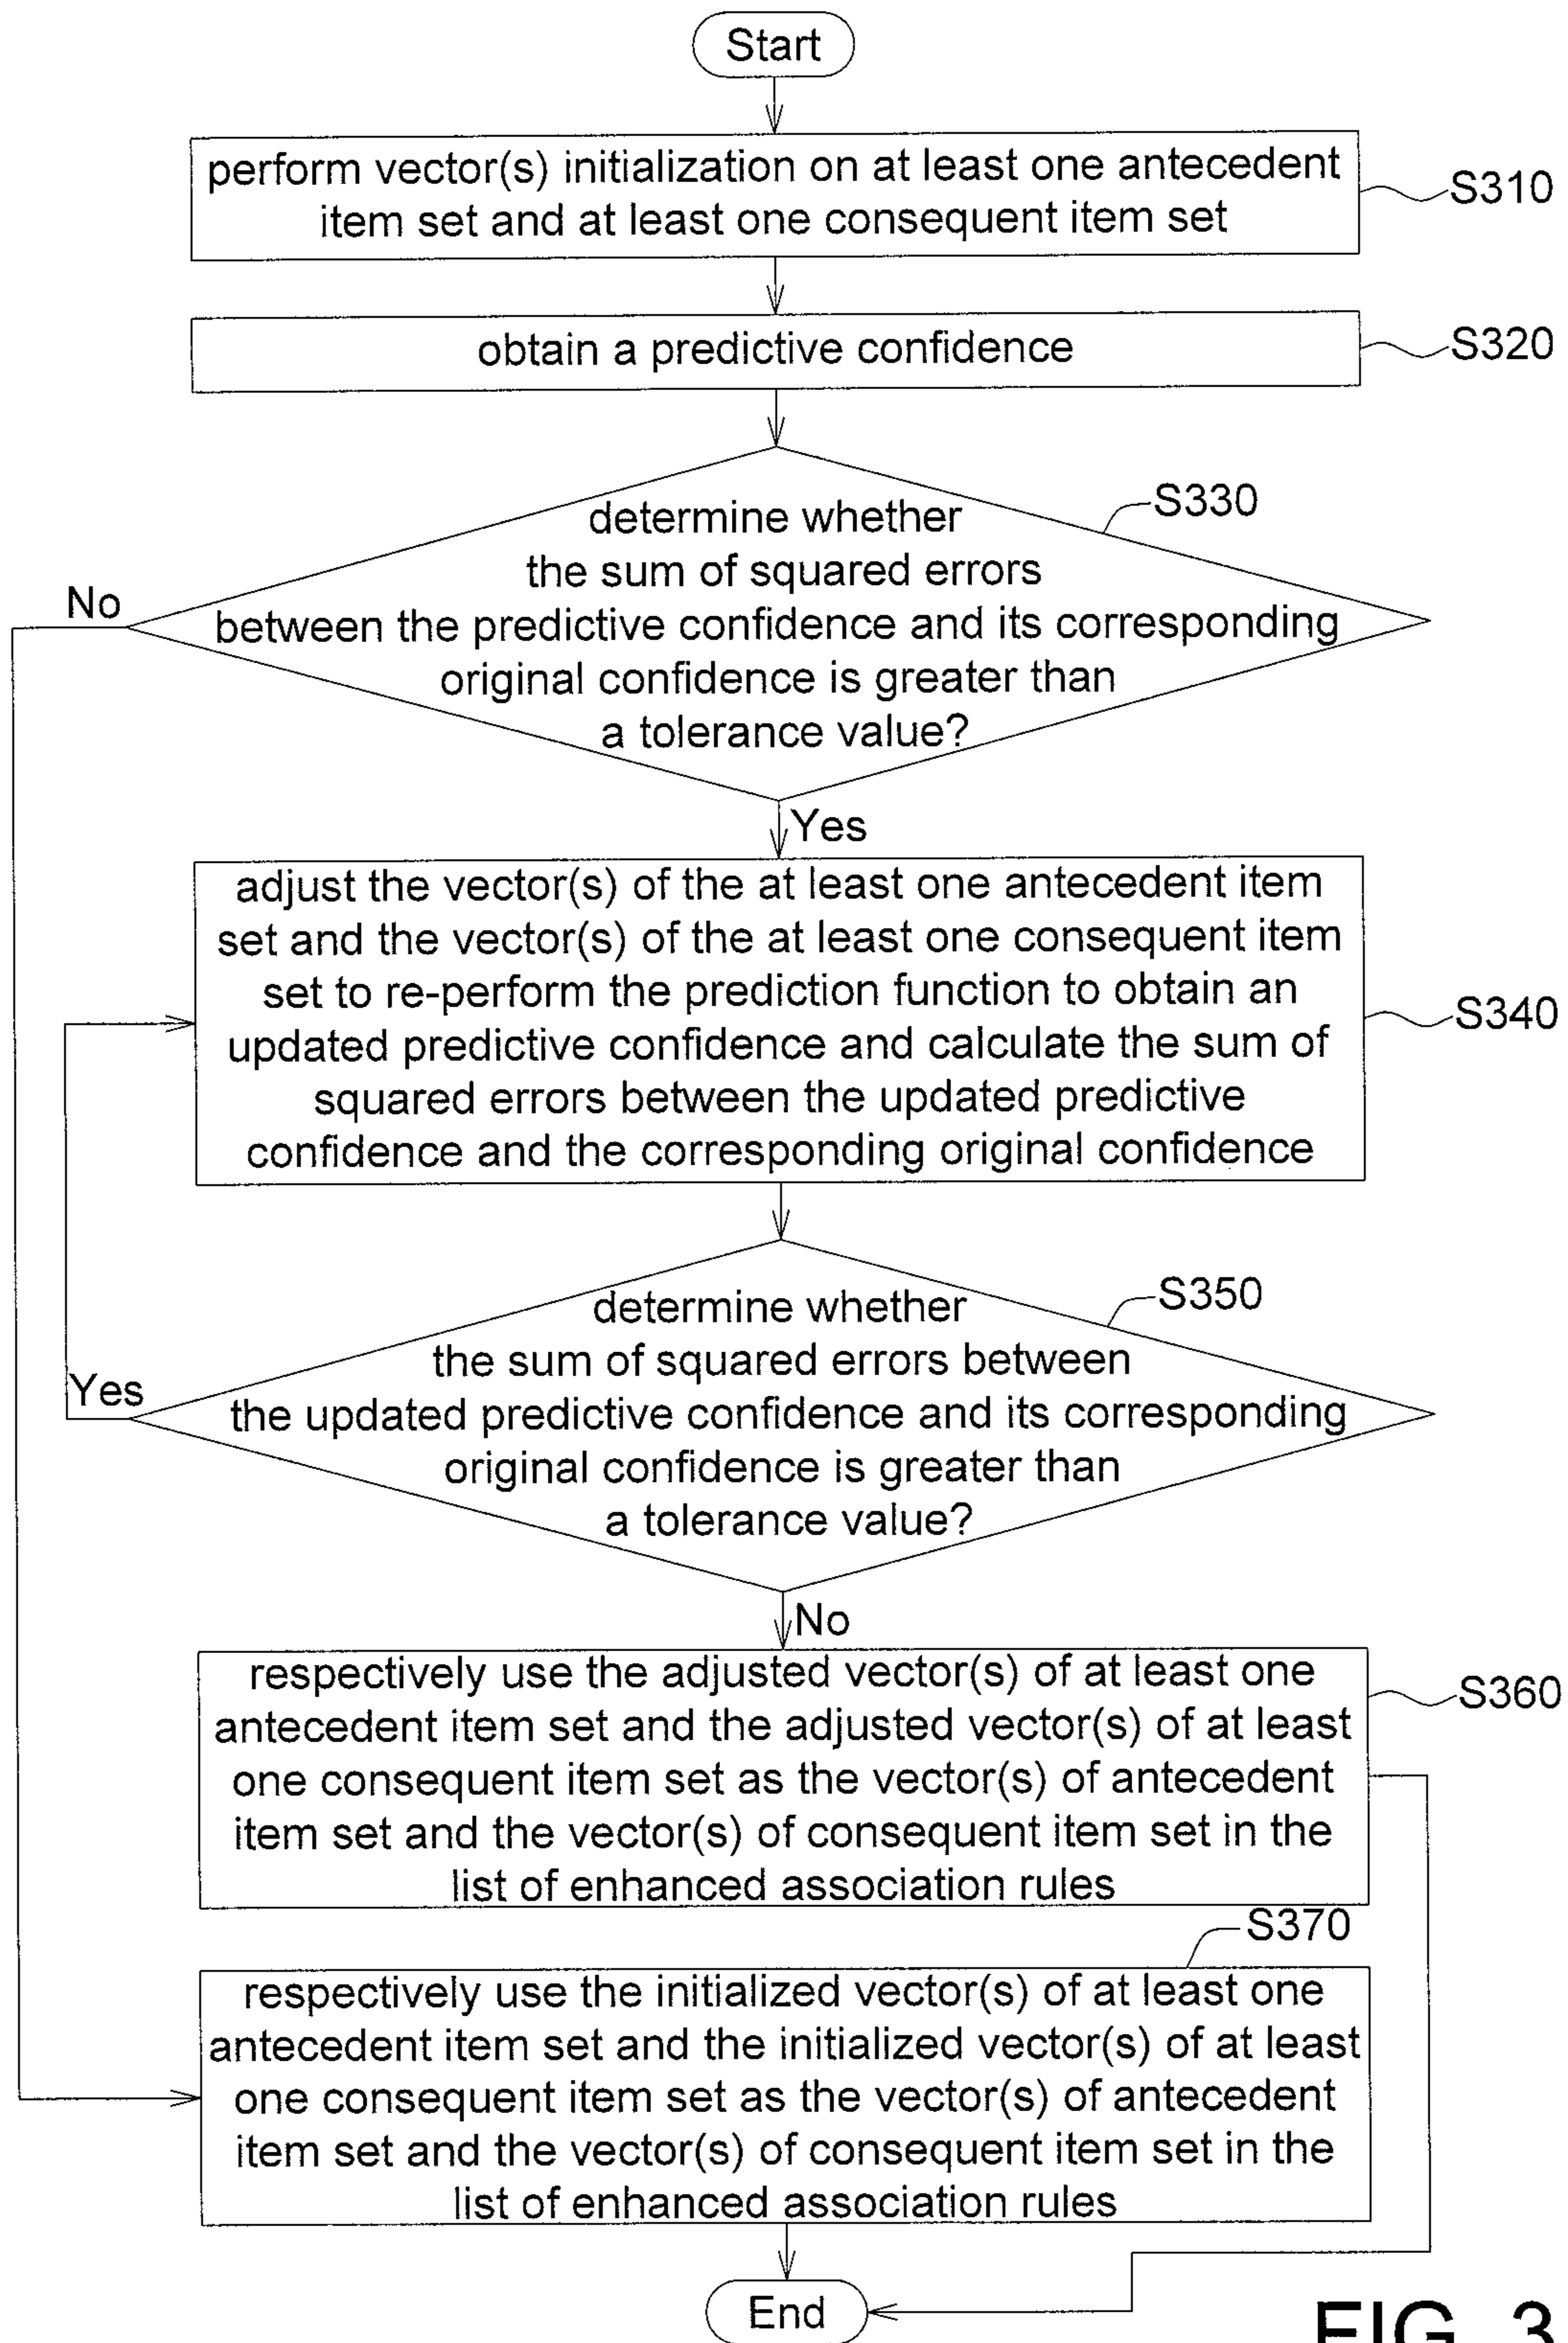 Start
perform vector(s) initialization on at least one antecedent
item set and at least one consequent item set
S310
obtain a predictive confidence
S320
determine whether
the sum of squared errors
between the predictive confidence and its corresponding
original confidence is greater than
a tolerance value?
S330
No
Yes
adjust the vector(s) of the at least one antecedent item
set and the vector(s) of the at least one consequent item
set to re-perform the prediction function to obtain an
updated predictive confidence and calculate the sum of
squared errors between the updated predictive
confidence and the corresponding original confidence
S340
determine whether
the sum of squared errors between
the updated predictive confidence and its corresponding
original confidence is greater than
a tolerance value?
S350
Yes
No
respectively use the adjusted vector(s) of at least one
antecedent item set and the adjusted vector(s) of at least
one consequent item set as the vector(s) of antecedent
item set and the vector(s) of consequent item set in the
list of enhanced association rules
S360
S370
respectively use the initialized vector(s) of at least one
antecedent item set and the initialized vector(s) of at least
one consequent item set as the vector(s) of antecedent
item set and the vector(s) of consequent item set in the
list of enhanced association rules
End
FIG. 3